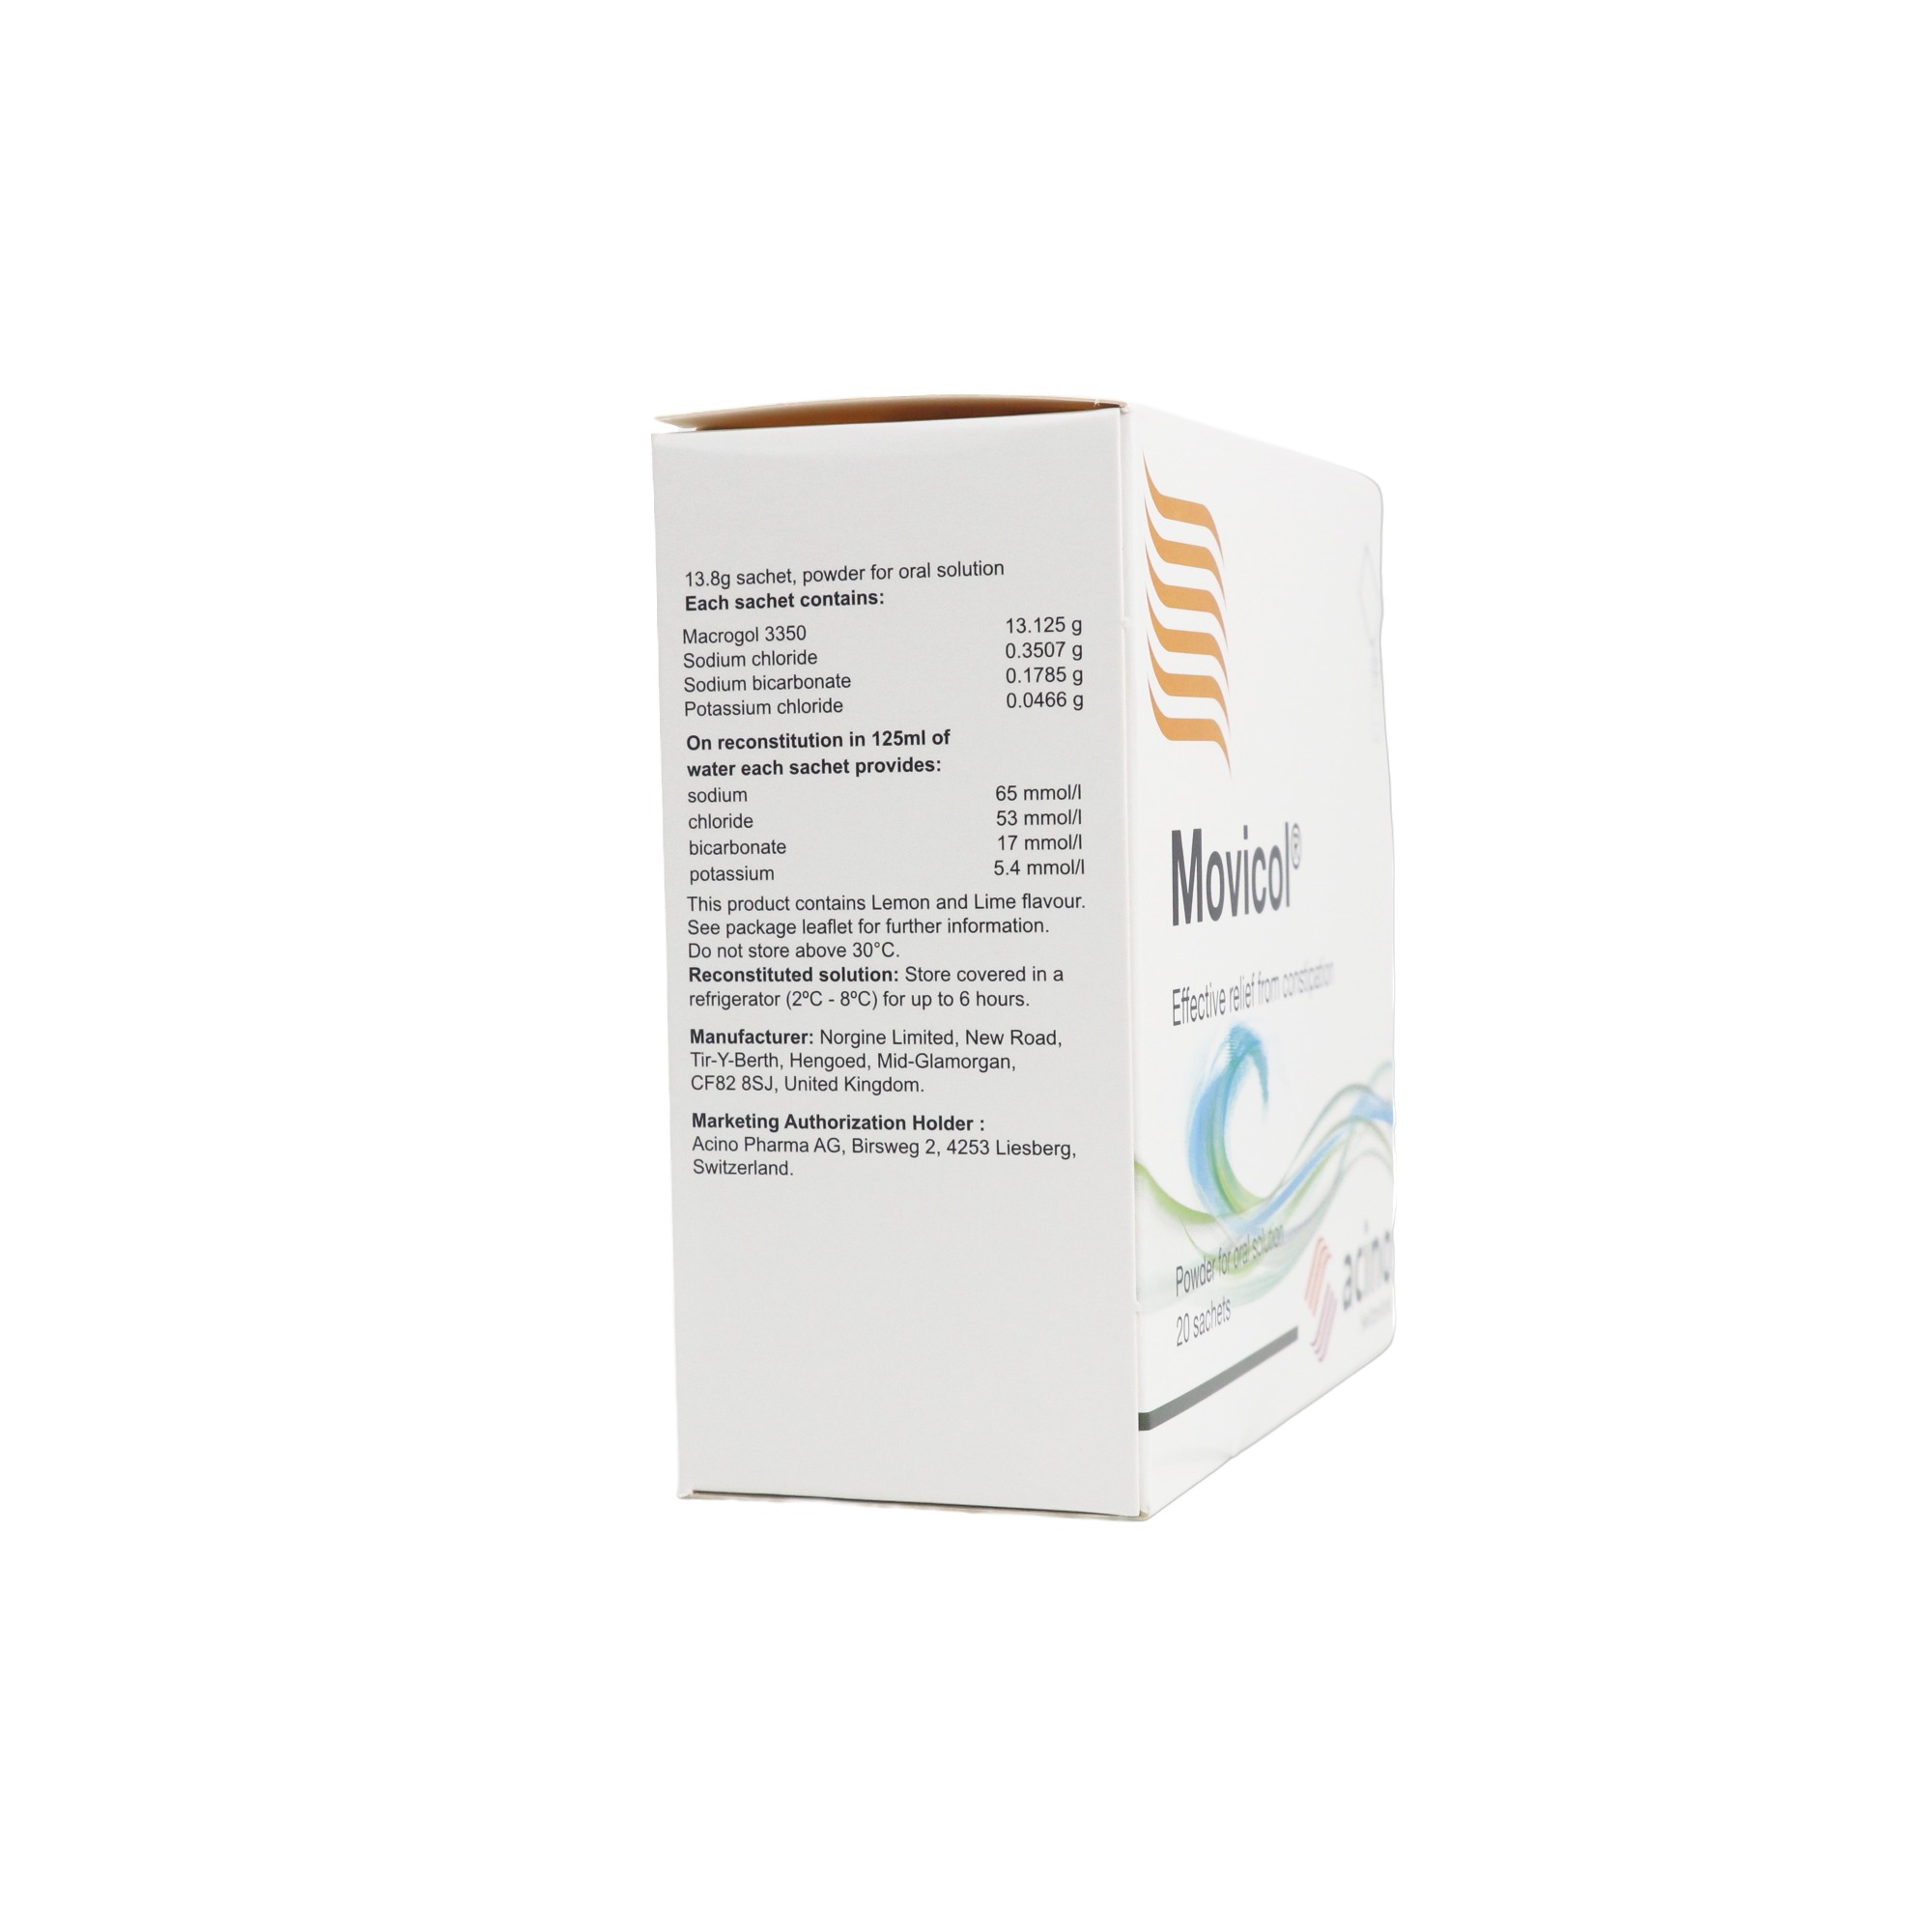 13.8g sachet, powder for oral solution
Each sachet contains:
Macrogol 3350 13.125 g
Sodium chloride 0.3507 g
Sodium bicarbonate 0.1785 g
Potassium chloride 0.0466 g
On reconstitution in 125ml of
water each sachet provides:
sodium 65 mmol/l
chloride 53 mmol/l
bicarbonate 17 mmol/l
potassium 5.4 mmol/l
This product contains Lemon and Lime flavour.
See package leaflet for further information.
Do not store above 30°C.
Reconstituted solution: Store covered in a
refrigerator (2ºC - 8ºC) for up to 6 hours.
Manufacturer: Norgine Limited, New Road,
Tir-Y-Berth, Hengoed, Mid-Glamorgan,
CF82 8SJ, United Kingdom.
Marketing Authorization Holder :
Acino Pharma AG, Birsweg 2, 4253 Liesberg,
Switzerland.
Movicol®
Effective relief from constipation
Powder for oral solution
20 sachets
acino